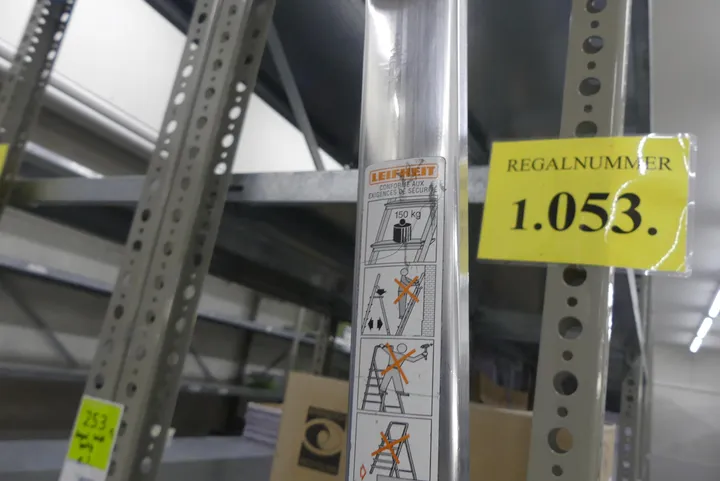 LEIFHEIT
CONFORME AUX
EXIGENCES DE SÉCURITÉ
150 kg
REGALNUMMER
1.053.
253